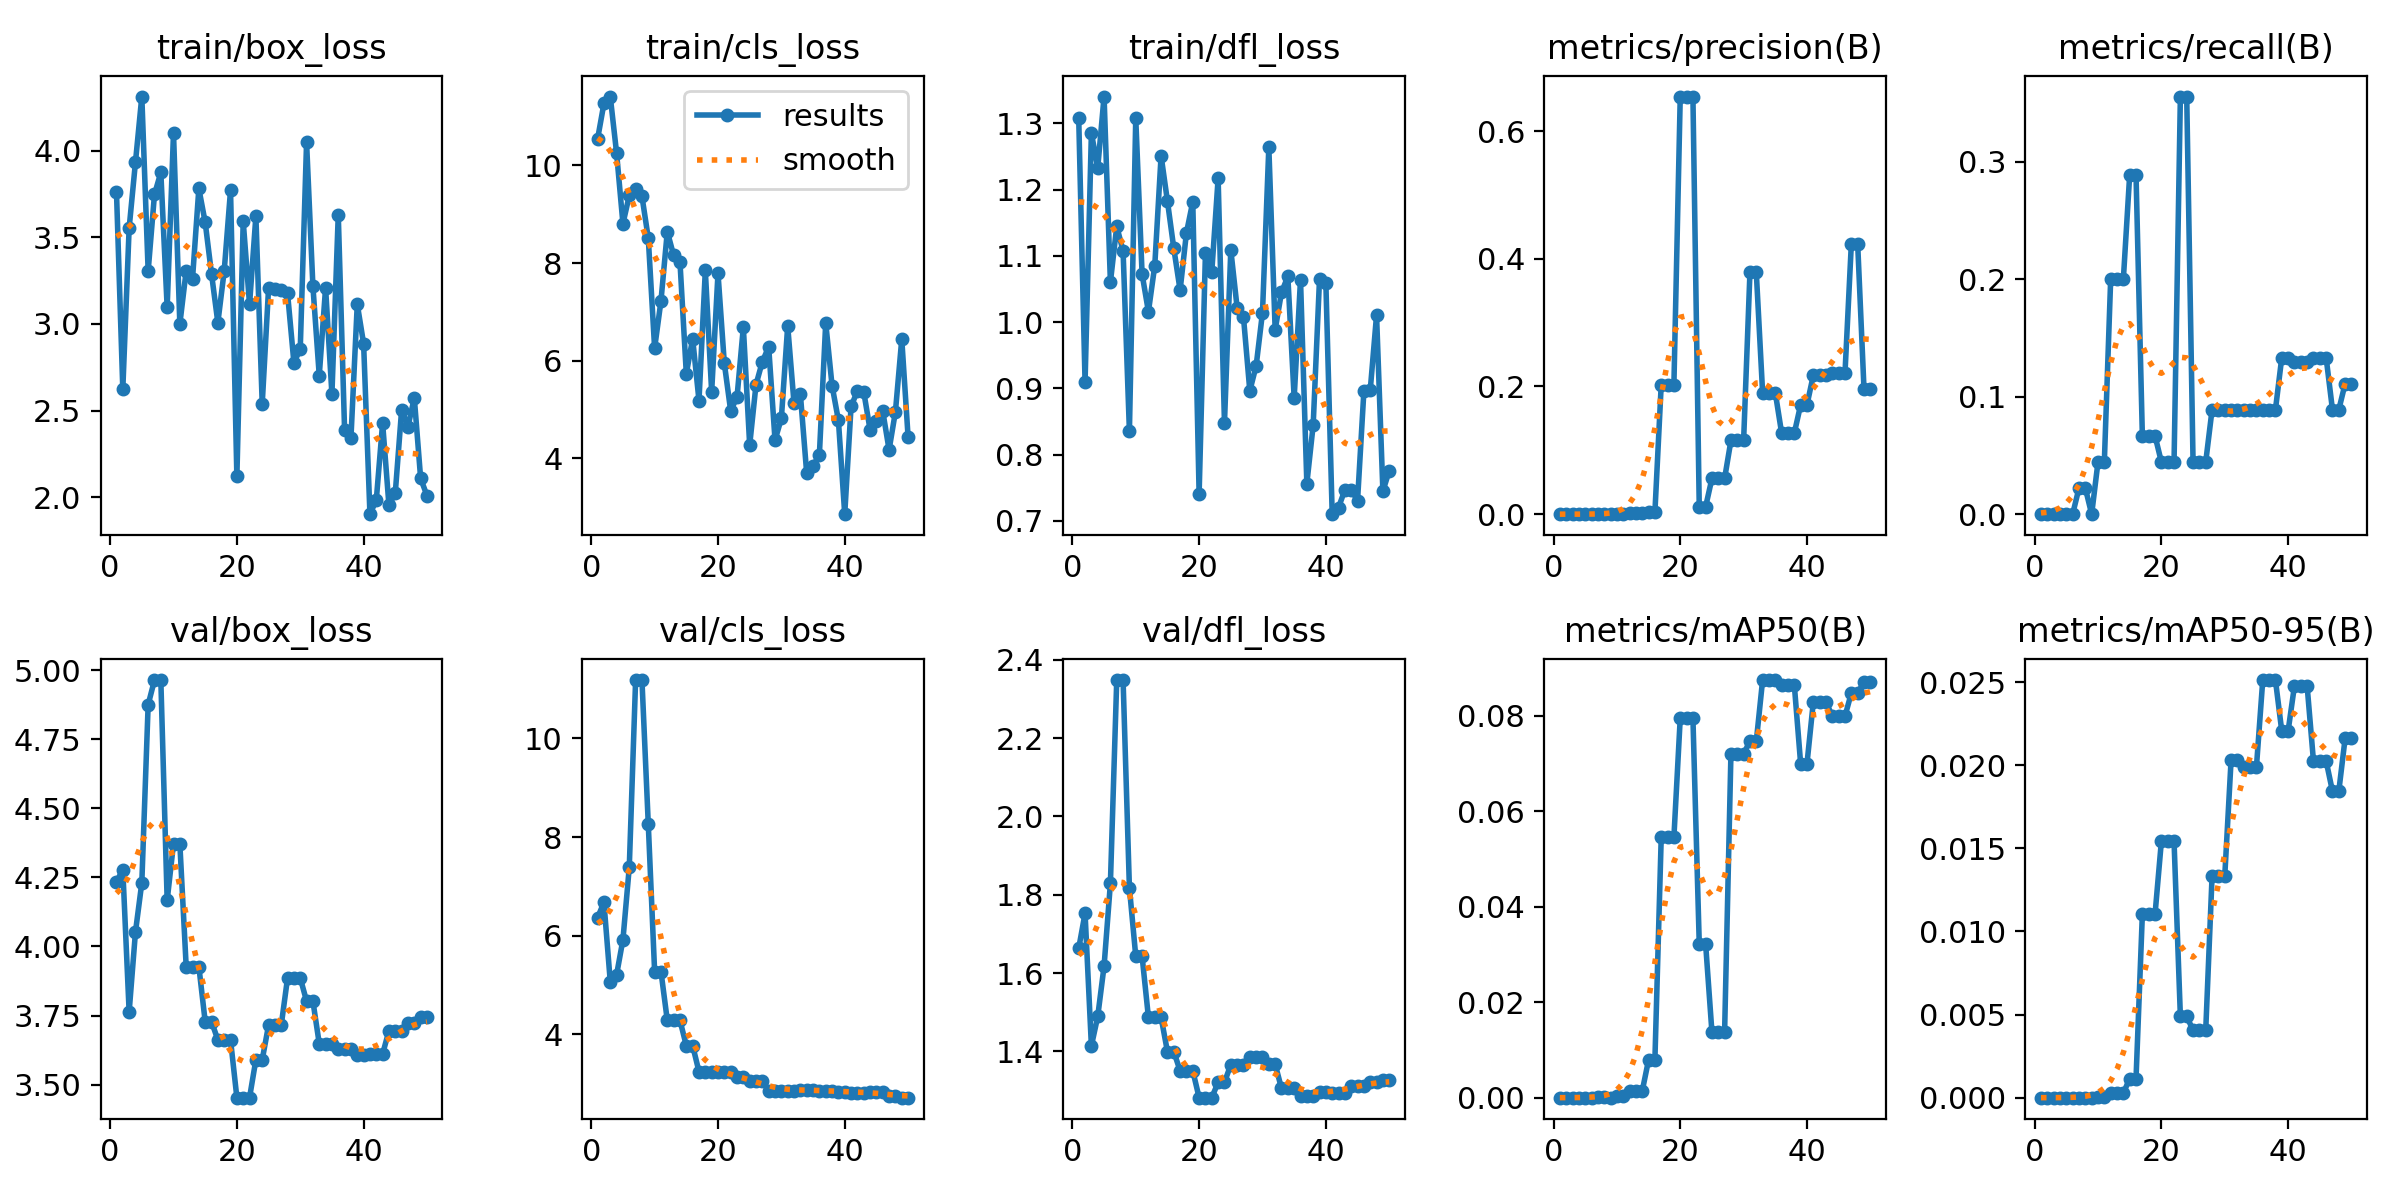 train/box_loss
4.0
3.5
3.0
2.5
2.0
0 20 40
train/cls_loss
results
smooth
10
8
6
4
0 20 40
train/dfl_loss
1.3
1.2
1.1
1.0
0.9
0.8
0.7
0 20 40
metrics/precision(B)
0.6
0.4
0.2
0.0
0 20 40
metrics/recall(B)
0.3
0.2
0.1
0.0
0 20 40
val/box_loss
5.00
4.75
4.50
4.25
4.00
3.75
3.50
0 20 40
val/cls_loss
10
8
6
4
0 20 40
val/dfl_loss
2.4
2.2
2.0
1.8
1.6
1.4
0 20 40
metrics/mAP50(B)
0.08
0.06
0.04
0.02
0.00
0 20 40
metrics/mAP50-95(B)
0.025
0.020
0.015
0.010
0.005
0.000
0 20 40